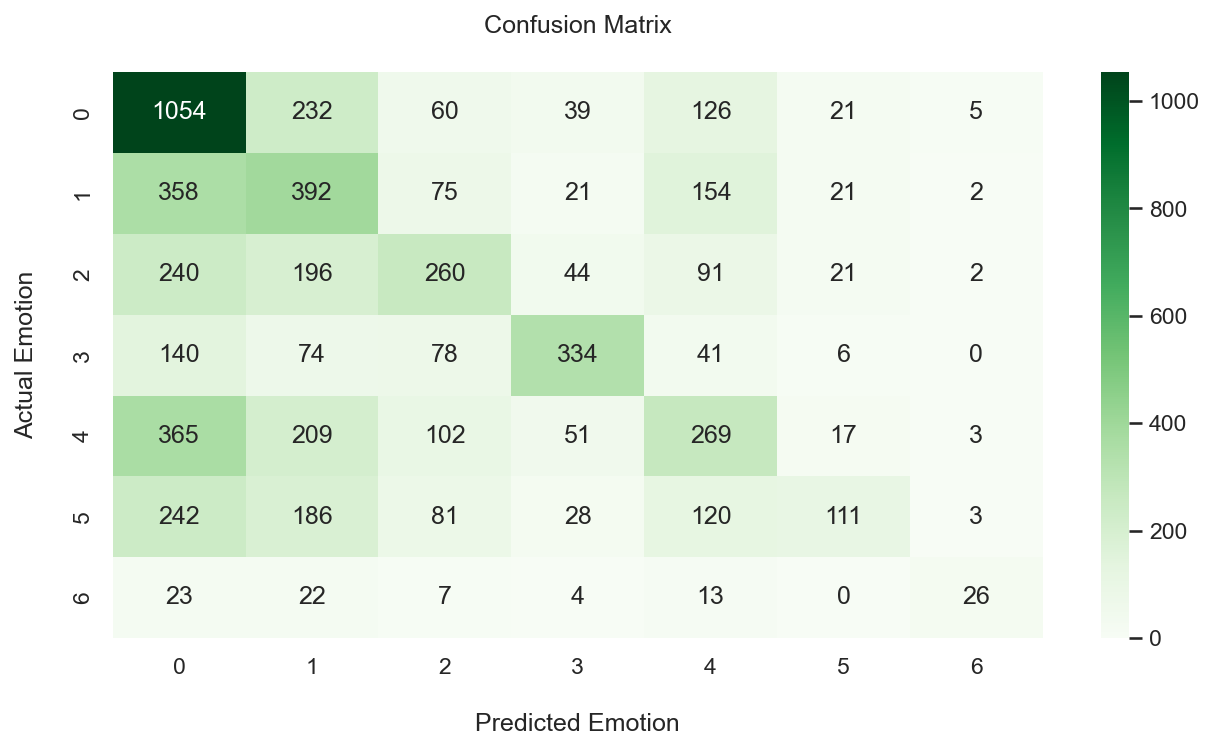 Confusion Matrix
0 1054 232 60 39 126 21 5
1 358 392 75 21 154 21 2
2 240 196 260 44 91 21 2
3 140 74 78 334 41 6 0
4 365 209 102 51 269 17 3
5 242 186 81 28 120 111 3
6 23 22 7 4 13 0 26
0 1 2 3 4 5 6
Actual Emotion
Predicted Emotion
1000
800
600
400
200
0